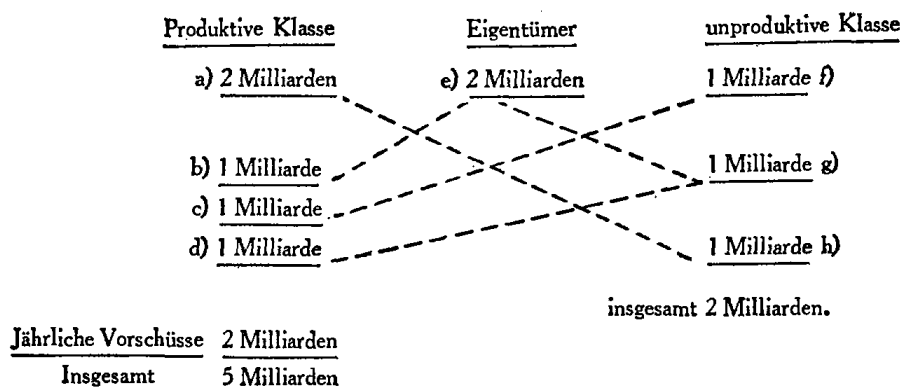 Produktive Klasse Eigentümer unproduktive Klasse
a) 2 Milliarden e) 2 Milliarden 1 Milliarde f)
b) 1 Milliarde 1 Milliarde g)
c) 1 Milliarde
d) 1 Milliarde 1 Milliarde h)
insgesamt 2 Milliarden.
Jährliche Vorschüsse 2 Milliarden
Insgesamt 5 Milliarden